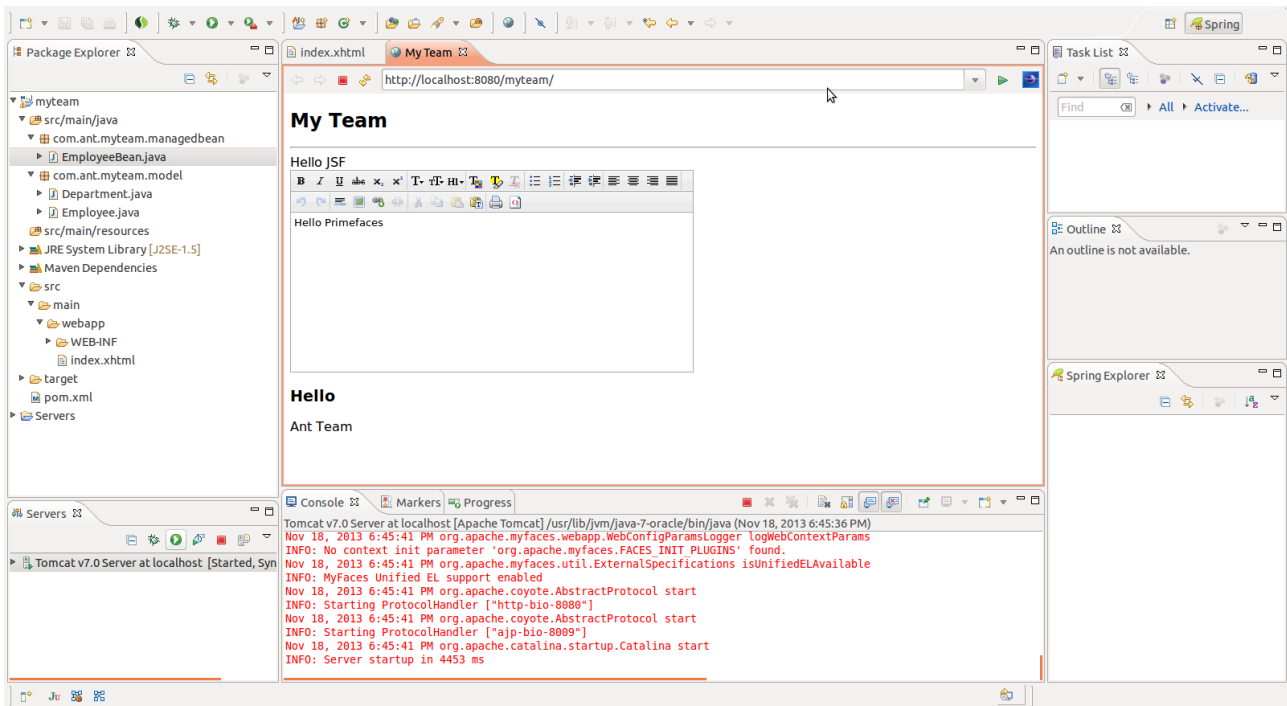 Spring
Package Explorer
index.xhtml
My Team
Task List
http://localhost:8080/myteam/
Find
All
Activate...
myteam
src/main/java
com.ant.myteam.managedbean
EmployeeBean.java
com.ant.myteam.model
Department.java
Employee.java
src/main/resources
JRE System Library [J2SE-1.5]
Maven Dependencies
src
main
webapp
WEB-INF
index.xhtml
target
pom.xml
Servers
My Team
Hello JSF
Hello Primefaces
Hello
Ant Team
Outline
An outline is not available.
Spring Explorer
Servers
Tomcat v7.0 Server at localhost [Started, Syn
Console
Markers
Progress
Tomcat v7.0 Server at localhost [Apache Tomcat] /usr/lib/jvm/java-7-oracle/bin/java (Nov 18, 2013 6:45:36 PM)
Nov 18, 2013 6:45:41 PM org.apache.myfaces.webapp.WebConfigParamsLogger logWebContextParams
INFO: No context init parameter 'org.apache.myfaces.FACES_INIT_PLUGINS' found.
Nov 18, 2013 6:45:41 PM org.apache.myfaces.util.ExternalSpecifications isUnifiedELAvailable
INFO: MyFaces Unified EL support enabled
Nov 18, 2013 6:45:41 PM org.apache.coyote.AbstractProtocol start
INFO: Starting ProtocolHandler ["http-bio-8080"]
Nov 18, 2013 6:45:41 PM org.apache.coyote.AbstractProtocol start
INFO: Starting ProtocolHandler ["ajp-bio-8009"]
Nov 18, 2013 6:45:41 PM org.apache.catalina.startup.Catalina start
INFO: Server startup in 4453 ms